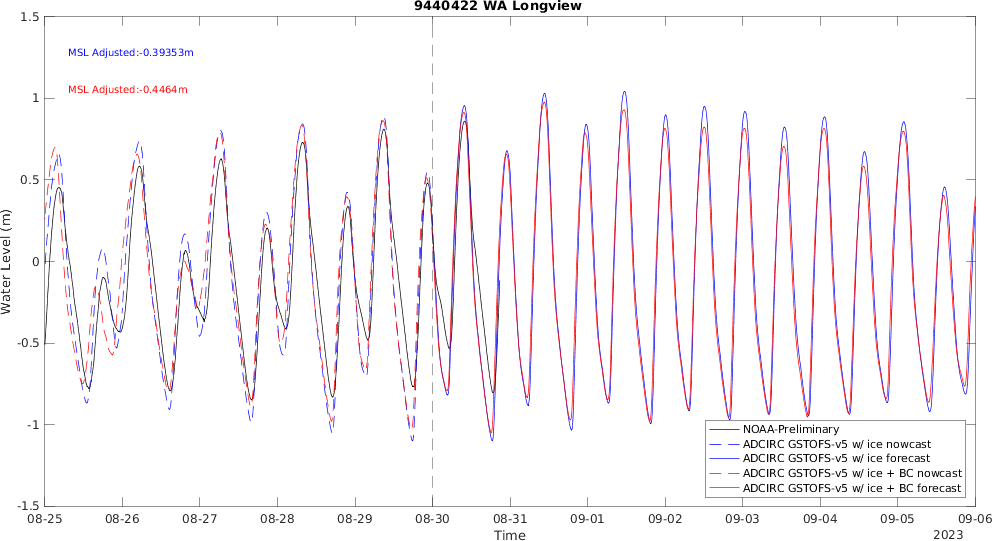 9440422 WA Longview
MSL Adjusted:-0.39353m
MSL Adjusted:-0.4464m
Water Level (m)
1.5
1
0.5
0
-0.5
-1
-1.5
NOAA-Preliminary
ADCIRC GSTOFS-v5 w/ ice nowcast
ADCIRC GSTOFS-v5 w/ ice forecast
ADCIRC GSTOFS-v5 w/ ice + BC nowcast
ADCIRC GSTOFS-v5 w/ ice + BC forecast
08-25 08-26 08-27 08-28 08-29 08-30 08-31 09-01 09-02 09-03 09-04 09-05 09-06
Time
2023